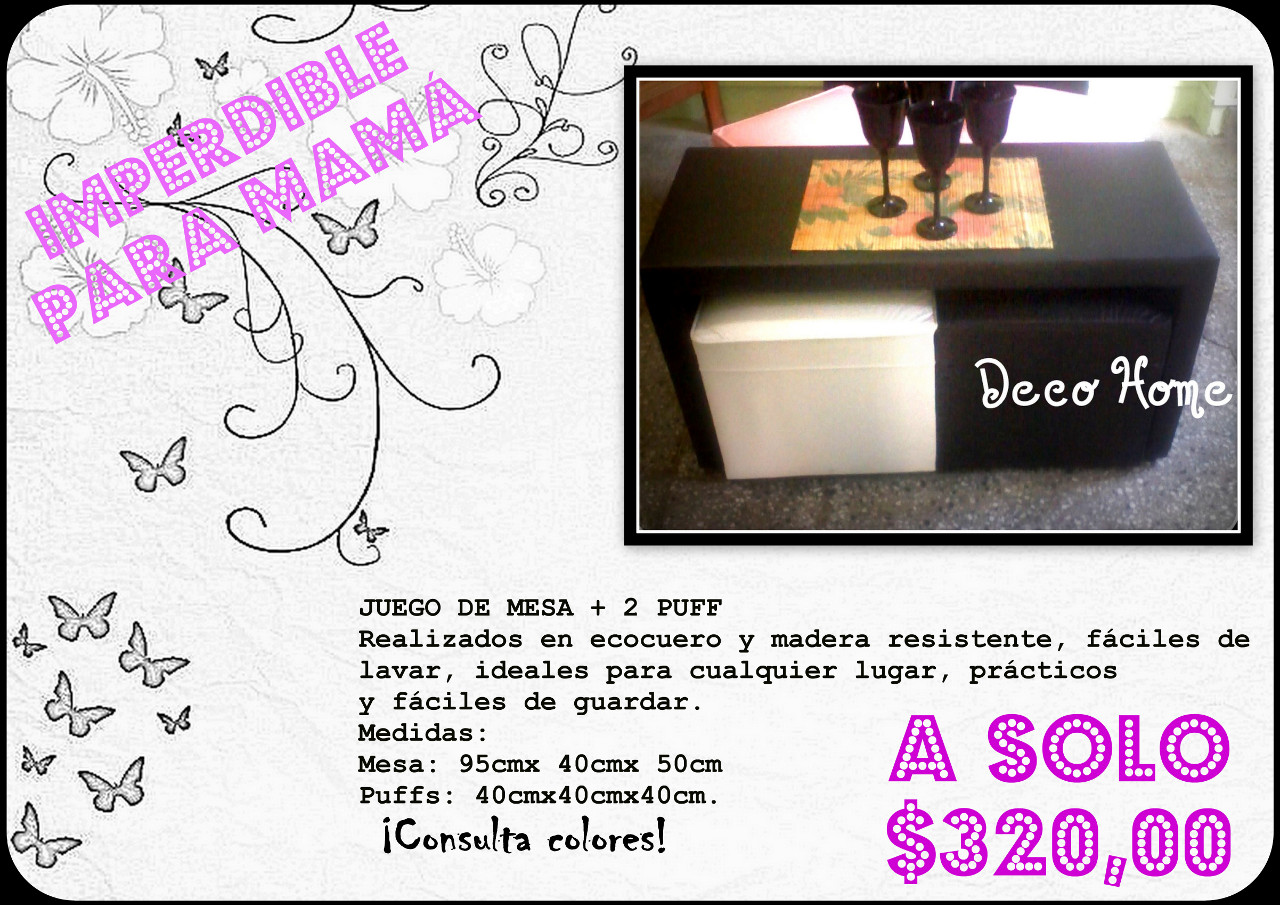 IMPERDIBLE
PARA MAMÁ
Deco Home
JUEGO DE MESA + 2 PUFF
Realizados en ecocuero y madera resistente, fáciles de
lavar, ideales para cualquier lugar, prácticos
y fáciles de guardar.
Medidas:
Mesa: 95cmx 40cmx 50cm
Puffs: 40cmx40cmx40cm.
¡Consulta colores!
A SOLO
$320,00